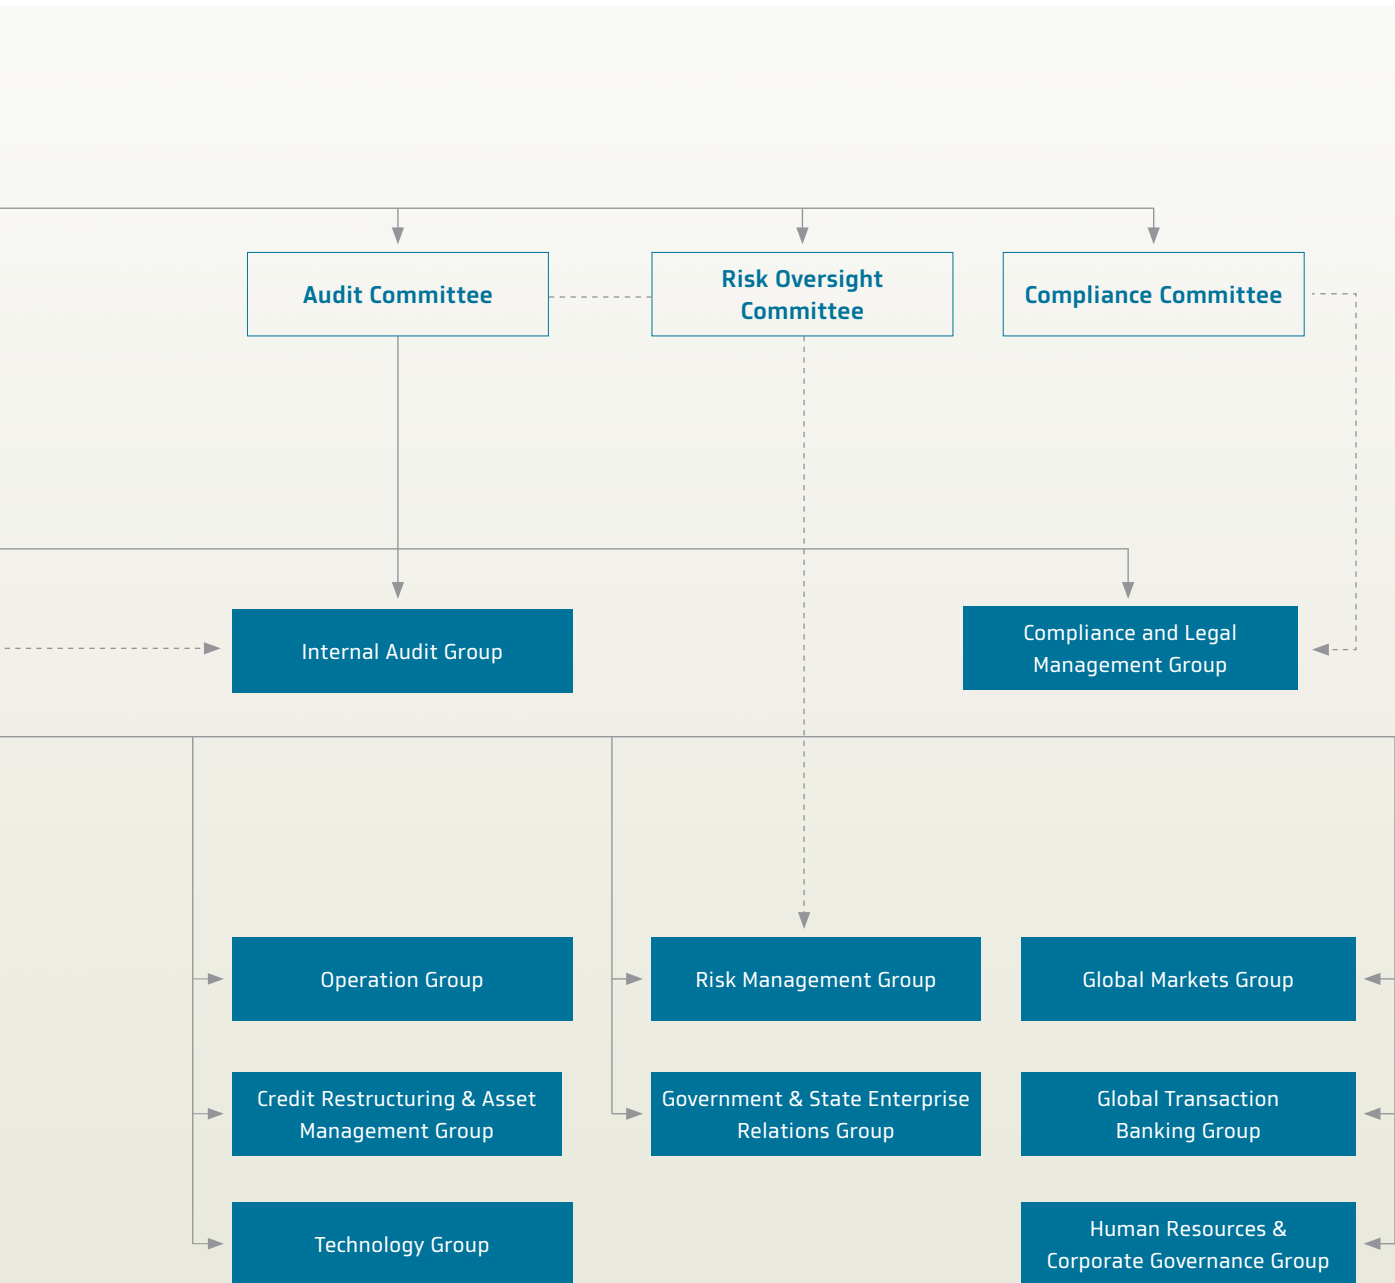 Audit Committee
Risk Oversight
Committee
Compliance Committee
Internal Audit Group
Compliance and Legal
Management Group
Operation Group
Risk Management Group
Global Markets Group
Credit Restructuring & Asset
Management Group
Government & State Enterprise
Relations Group
Global Transaction
Banking Group
Technology Group
Human Resources &
Corporate Governance Group